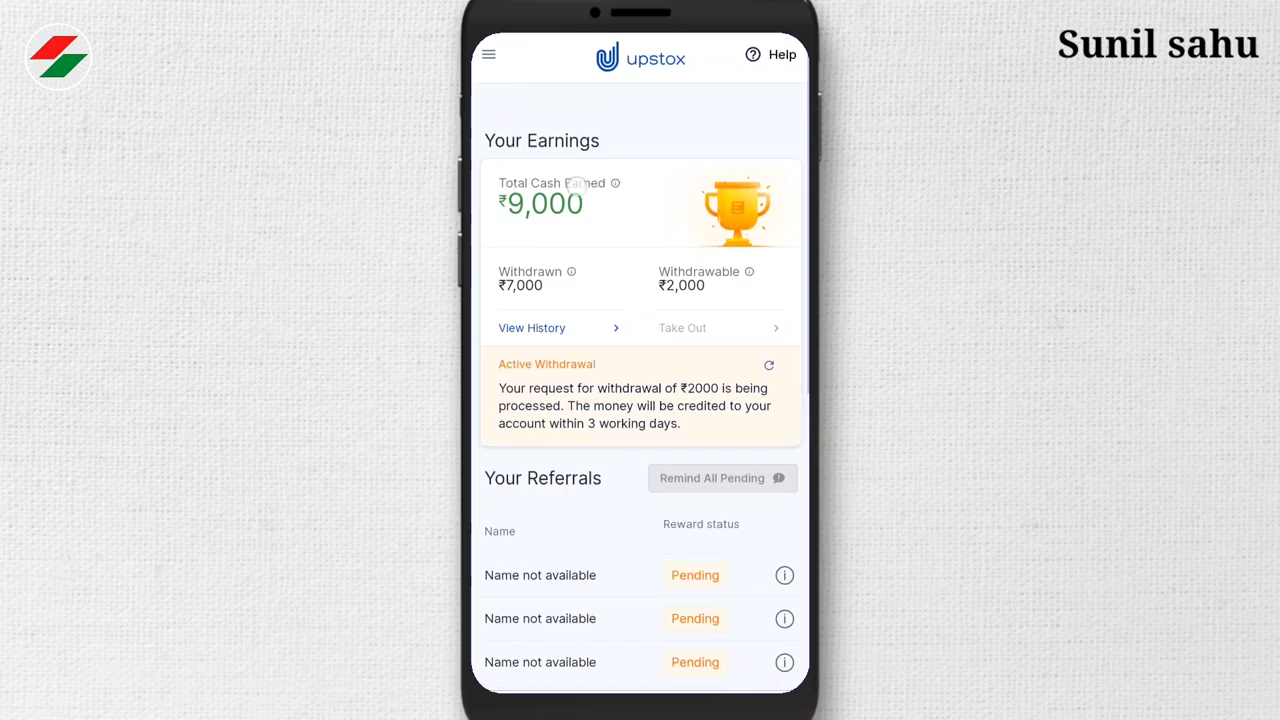 Sunil sahu
upstox
Help
Your Earnings
Total Cash Earned
₹9,000
Withdrawn
₹7,000
Withdrawable
₹2,000
View History
Take Out
Active Withdrawal
Your request for withdrawal of ₹2000 is being
processed. The money will be credited to your
account within 3 working days.
Your Referrals
Remind All Pending
Name
Reward status
Name not available
Pending
Name not available
Pending
Name not available
Pending